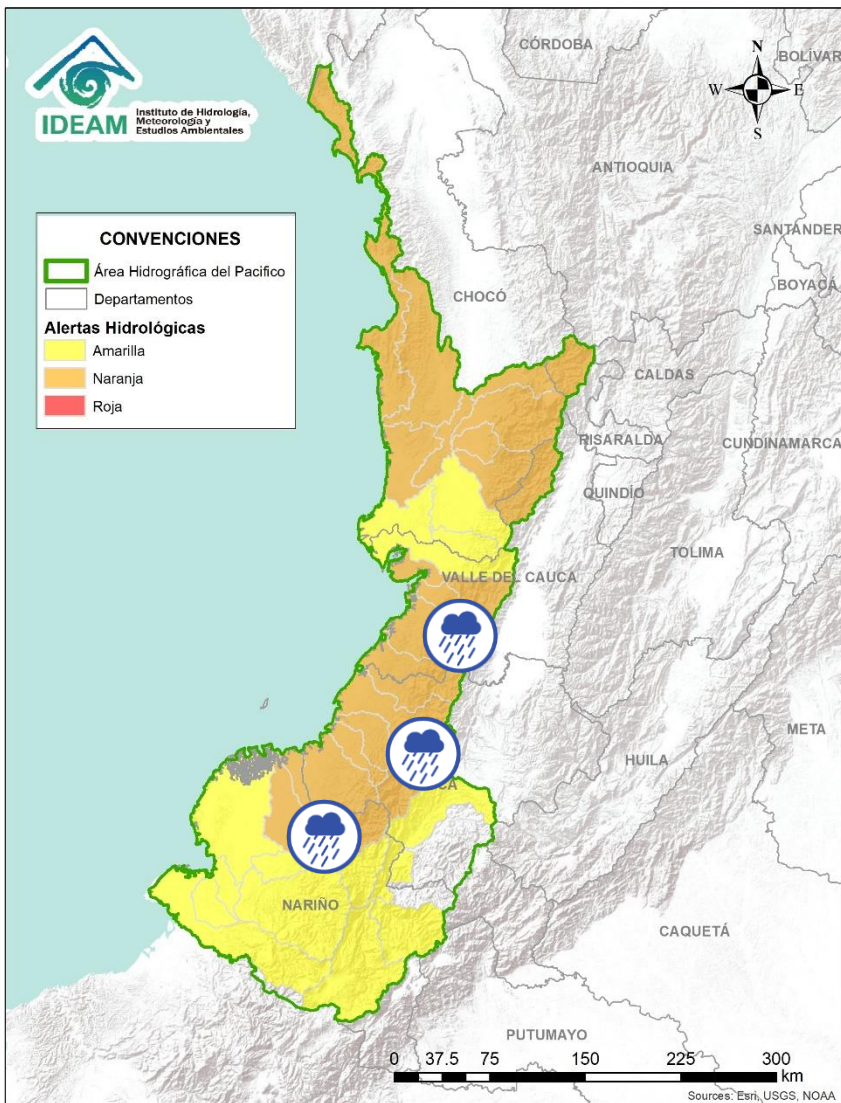 IDEAM
Instituto de Hidrología,
Meteorología y
Estudios Ambientales
CÓRDOBA
BOLÍVAR
N
W
E
S
ANTIOQUIA
SANTANDER
BOYACÁ
CONVENCIONES
Área Hidrográfica del Pacifico
Departamentos
Alertas Hidrológicas
Amarilla
Naranja
Roja
CHOCÓ
CALDAS
RISARALDA
CUNDINAMARCA
QUINDÍO
TOLIMA
VALLE DEL CAUCA
META
HUILA
CA
NARIÑO
CAQUETÁ
PUTUMAYO
0 37.5 75 150 225 300
km
Sources: Esri, USGS, NOAA